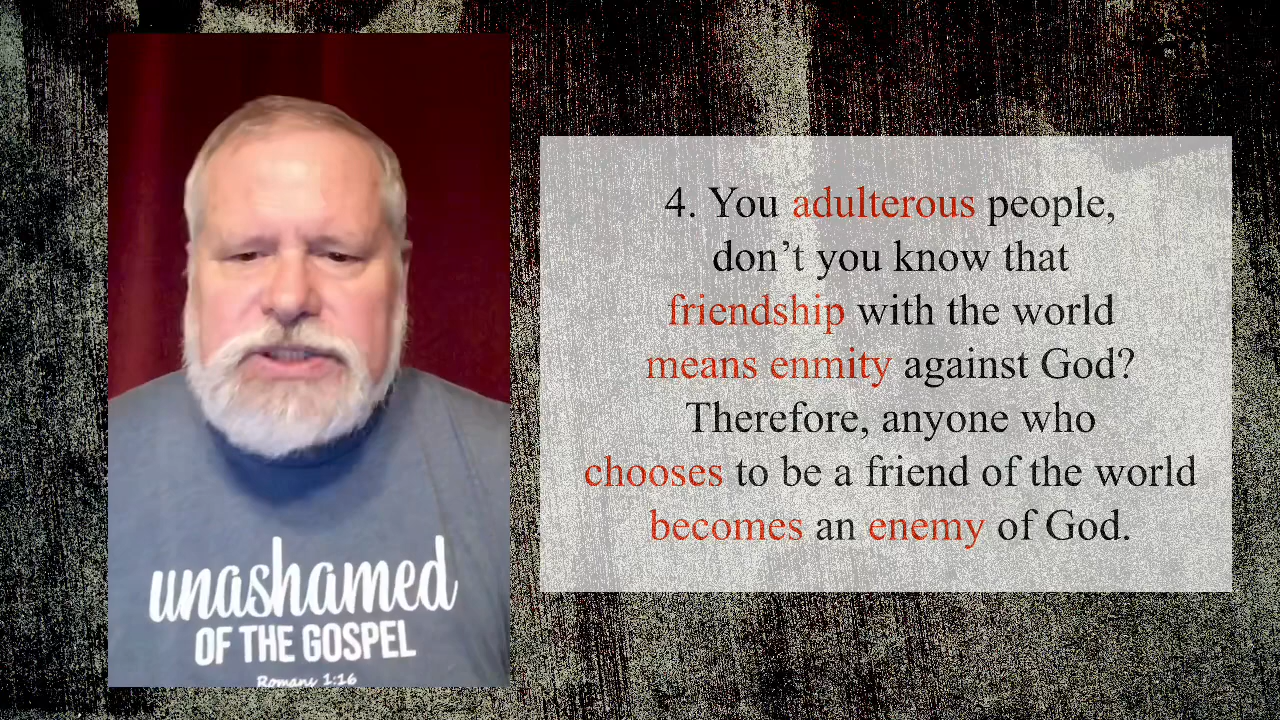 unashamed
OF THE GOSPEL
Romans 1:16
4. You adulterous people,
don’t you know that
friendship with the world
means enmity against God?
Therefore, anyone who
chooses to be a friend of the world
becomes an enemy of God.